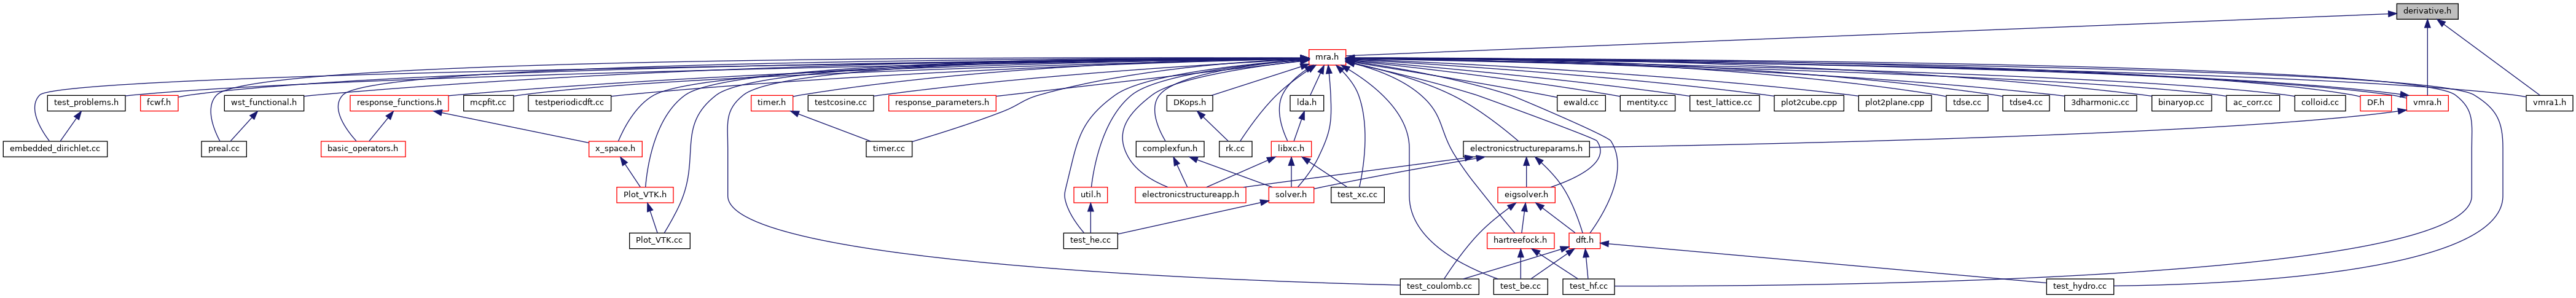 derivative.h
mra.h
test_problems.h
fcwf.h
wst_functional.h
response_functions.h
mcpfit.cc
testperiodicdft.cc
timer.h
testcosine.cc
response_parameters.h
DKops.h
lda.h
ewald.cc
mentity.cc
test_lattice.cc
plot2cube.cpp
plot2plane.cpp
tdse.cc
tdse4.cc
3dharmonic.cc
binaryop.cc
ac_corr.cc
colloid.cc
DF.h
vmra.h
vmra1.h
embedded_dirichlet.cc
preal.cc
basic_operators.h
x_space.h
timer.cc
complexfun.h
rk.cc
libxc.h
electronicstructureparams.h
Plot_VTK.h
util.h
electronicstructureapp.h
solver.h
test_xc.cc
eigsolver.h
Plot_VTK.cc
test_he.cc
hartreefock.h
dft.h
test_coulomb.cc
test_be.cc
test_hf.cc
test_hydro.cc